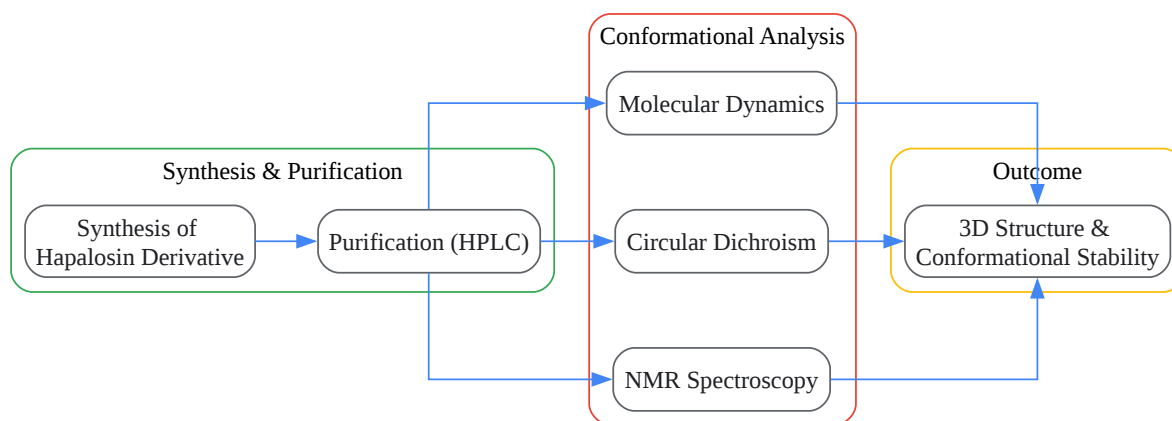 Synthesis & Purification
Synthesis of
Hapalosin Derivative
Purification (HPLC)
Conformational Analysis
Molecular Dynamics
Circular Dichroism
NMR Spectroscopy
Outcome
3D Structure &
Conformational Stability